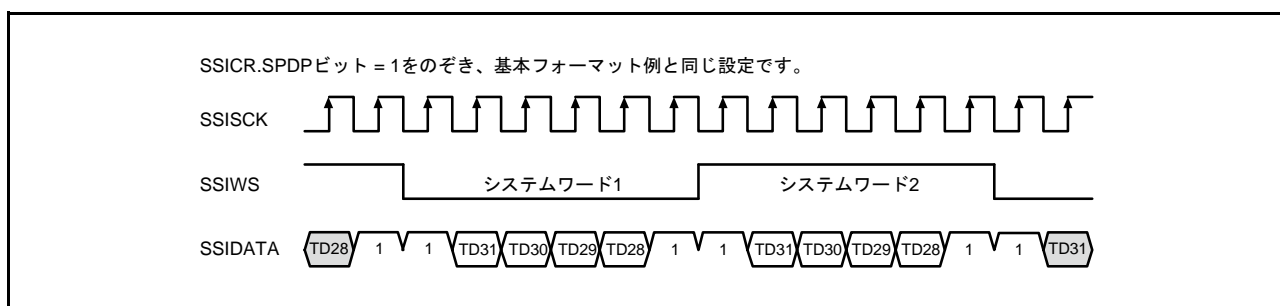 SSICR.SPDPビット = 1をのぞき、基本フォーマット例と同じ設定です。
SSISCK
SSIWS システムワード1 システムワード2
SSIDATA TD28 1 1 TD31 TD30 TD29 TD28 1 1 TD31 TD30 TD29 TD28 1 1 TD31